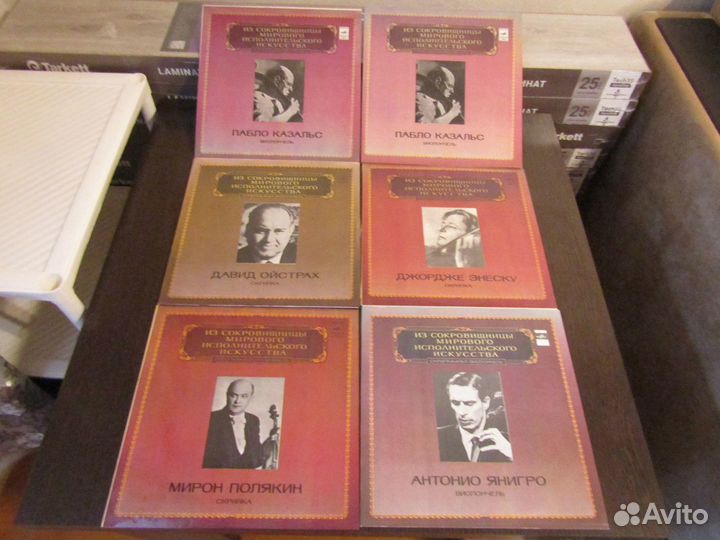 ИЗ СОКРОВИЩНИЦЫ
МИРОВОГО
ИСПОЛНИТЕЛЬСКОГО
ИСКУССТВА
ПАБЛО КАЗАЛЬС
ВИОЛОНЧЕЛЬ
ИЗ СОКРОВИЩНИЦЫ
МИРОВОГО
ИСПОЛНИТЕЛЬСКОГО
ИСКУССТВА
ПАБЛО КАЗАЛЬС
ВИОЛОНЧЕЛЬ
Tarkett
LAMINAT
25
25
ИЗ СОКРОВИЩНИЦЫ
МИРОВОГО
ИСПОЛНИТЕЛЬСКОГО
ИСКУССТВА
ДАВИД ОЙСТРАХ
СКРИПКА
ИЗ СОКРОВИЩНИЦЫ
МИРОВОГО
ИСПОЛНИТЕЛЬСКОГО
ИСКУССТВА
ДЖОРДЖЕ ЭНЕСКУ
СКРИПКА
ИЗ СОКРОВИЩНИЦЫ
МИРОВОГО
ИСПОЛНИТЕЛЬСКОГО
ИСКУССТВА
МИРОН ПОЛЯКИН
СКРИПКА
ИЗ СОКРОВИЩНИЦЫ
МИРОВОГО
ИСПОЛНИТЕЛЬСКОГО
ИСКУССТВА
АНТОНИО ЯНИГРО
ВИОЛОНЧЕЛЬ
Avito